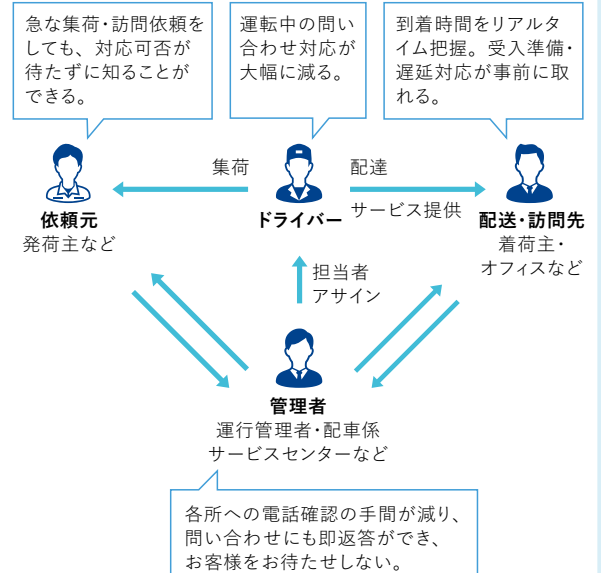 急な集荷・訪問依頼を
しても、対応可否が
待たずに知ることが
できる。
運転中の問い
合わせ対応が
大幅に減る。
到着時間をリアルタ
イム把握。受入準備・
遅延対応が事前に取
れる。
集荷
配達
サービス提供
依頼元
発荷主など
ドライバー
配送・訪問先
着荷主・
オフィスなど
担当者
アサイン
管理者
運行管理者・配車係
サービスセンターなど
各所への電話確認の手間が減り、
問い合わせにも即返答ができ、
お客様をお待たせしない。